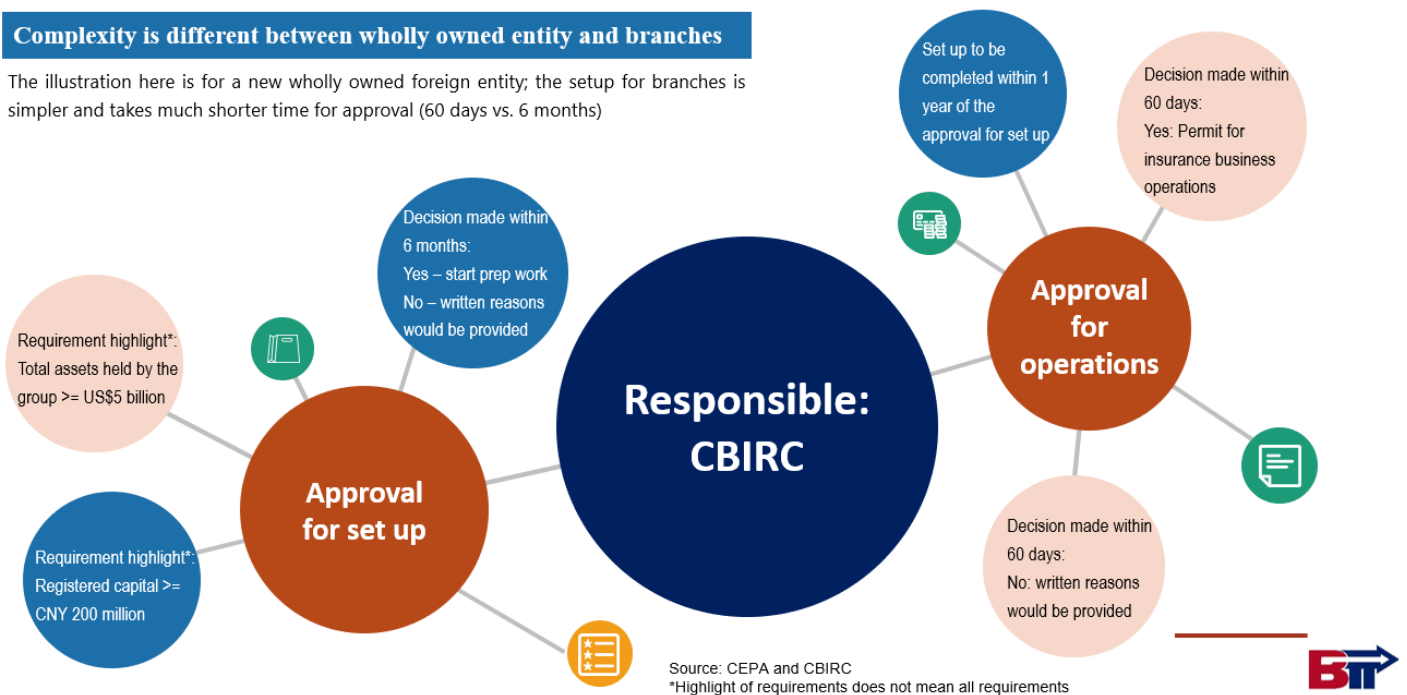 Complexity is different between wholly owned entity and branches
The illustration here is for a new wholly owned foreign entity; the setup for branches is
simpler and takes much shorter time for approval (60 days vs. 6 months)
Requirement highlight*:
Total assets held by the
group >= US$5 billion
Requirement highlight*:
Registered capital >=
CNY 200 million
Decision made within
6 months:
Yes – start prep work
No – written reasons
would be provided
Approval
for set up
Responsible:
CBIRC
Set up to be
completed within 1
year of the
approval for set up
Decision made within
60 days:
Yes: Permit for
insurance business
operations
Approval
for
operations
Decision made within
60 days:
No: written reasons
would be provided
Source: CEPA and CBIRC
*Highlight of requirements does not mean all requirements